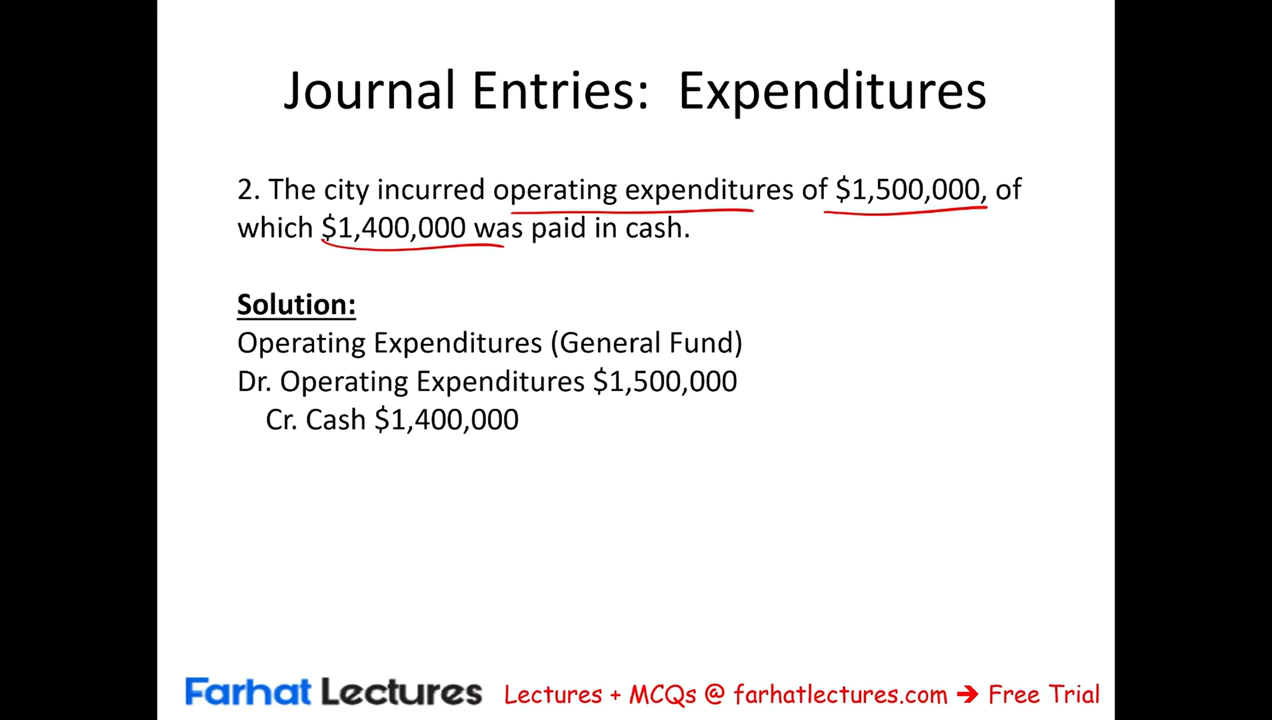 Journal Entries: Expenditures
2. The city incurred operating expenditures of $1,500,000, of
which $1,400,000 was paid in cash.
Solution:
Operating Expenditures (General Fund)
Dr. Operating Expenditures $1,500,000
Cr. Cash $1,400,000
Farhat Lectures Lectures + MCQs @ farhatlectures.com → Free Trial